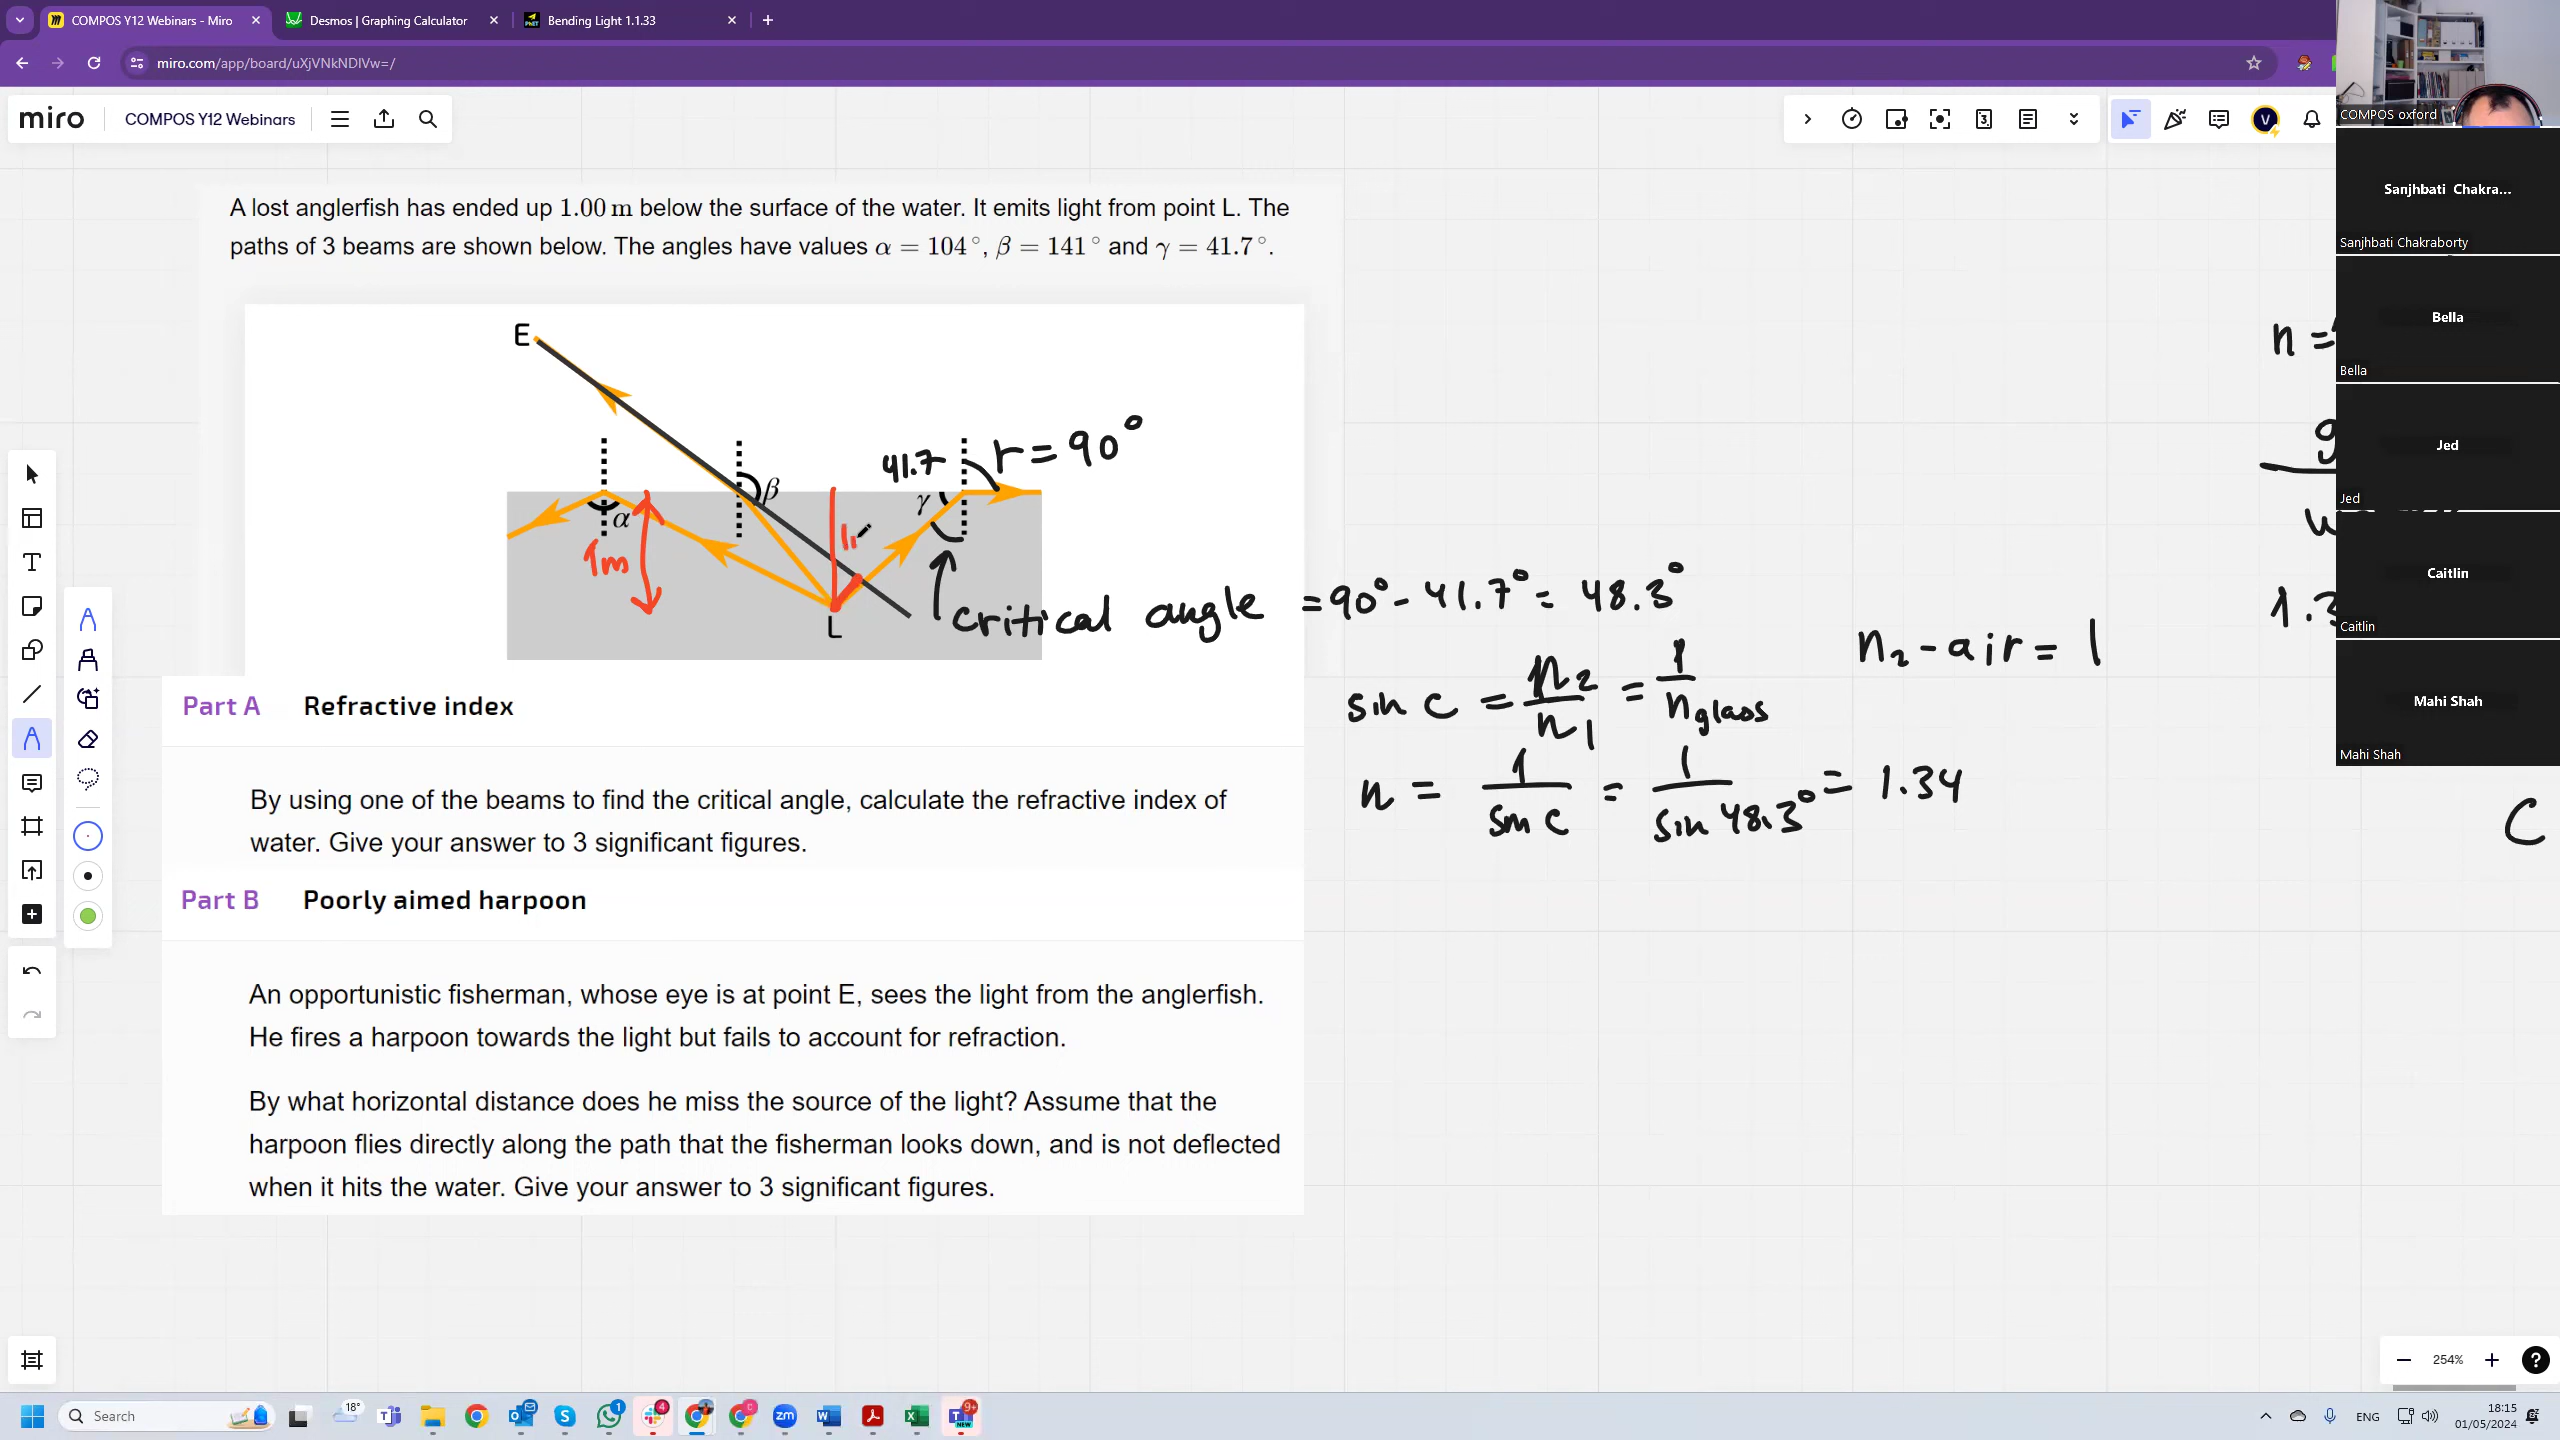 COMPOS Y12 Webinars - Miro
Desmos | Graphing Calculator
Bending Light 1.1.33
miro.com/app/board/uXjVNkNDIVw=/
miro
COMPOS Y12 Webinars
V
COMPOS oxford
Sanjhbati Chakra...
Sanjhbati Chakraborty
Bella
Bella
Jed
Jed
Caitlin
Caitlin
Mahi Shah
Mahi Shah
A lost anglerfish has ended up 1.00 m below the surface of the water. It emits light from point L. The
paths of 3 beams are shown below. The angles have values α = 104°, β = 141° and γ = 41.7°.
E
41.7
r = 90°
β
γ
α
1m
L
critical angle = 90° - 41.7° = 48.3°
n₂ - air = 1
sin c = n₂/n₁ = 1/n glass
n = 1/sin c = 1/sin 48.3° = 1.34
n =
C
Part A Refractive index
By using one of the beams to find the critical angle, calculate the refractive index of
water. Give your answer to 3 significant figures.
Part B Poorly aimed harpoon
An opportunistic fisherman, whose eye is at point E, sees the light from the anglerfish.
He fires a harpoon towards the light but fails to account for refraction.
By what horizontal distance does he miss the source of the light? Assume that the
harpoon flies directly along the path that the fisherman looks down, and is not deflected
when it hits the water. Give your answer to 3 significant figures.
254%
Search
18°
1
4
9+
ENG
18:15
01/05/2024